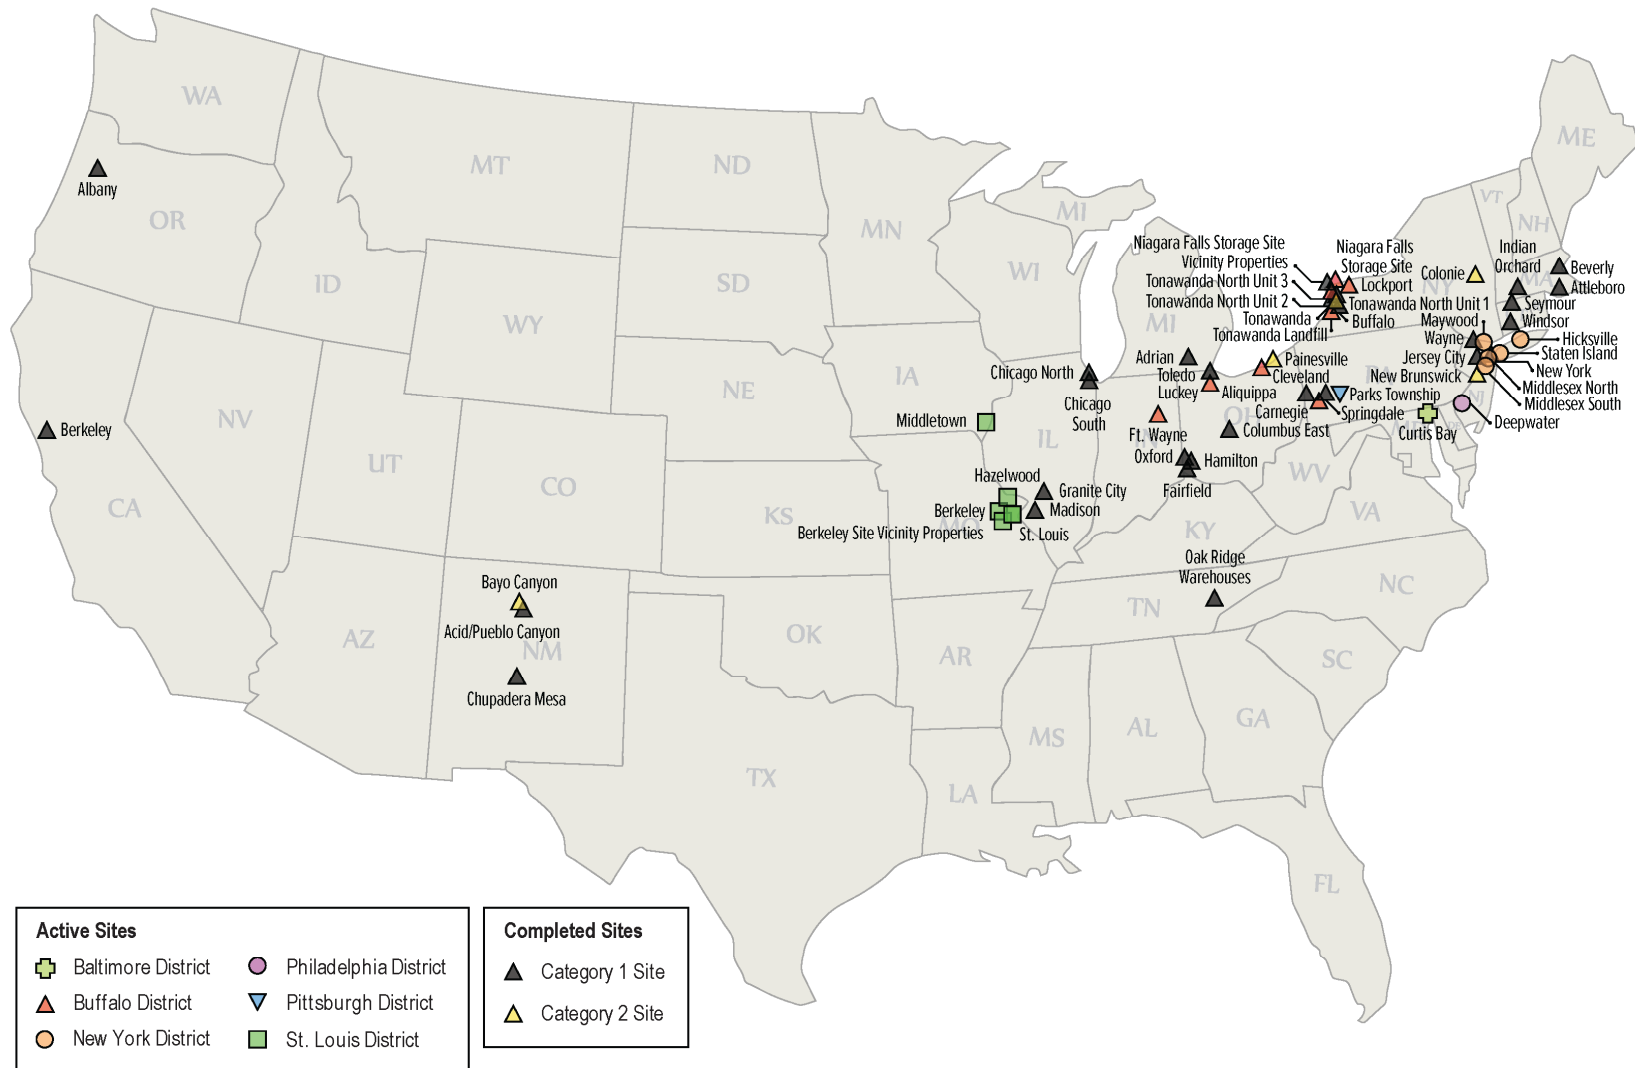 WA
MT
ND
MN
ME
Albany
OR
ID
SD
WI
MI
VT
NH
Niagara Falls Storage Site
Vicinity Properties
Niagara Falls
Storage Site
Indian
Orchard
Beverly
Tonawanda North Unit 3
Lockport
Colonie
NY
MA
Attleboro
Tonawanda North Unit 2
Tonawanda North Unit 1
Seymour
Tonawanda
Buffalo
Maywood
Windsor
Tonawanda Landfill
MI
WY
Wayne
Hicksville
Adrian
Painesville
Jersey City
Staten Island
Chicago North
Toledo
Cleveland
PA
New Brunswick
New York
IA
NE
Luckey
Aliquippa
Parks Township
NJ
Middlesex North
Chicago
South
OH
Carnegie
Springdale
Middlesex South
NV
Middletown
IL
IN
Ft. Wayne
Columbus East
MD
DE
Curtis Bay
Deepwater
Berkeley
UT
CO
Oxford
Hamilton
WV
Hazelwood
Granite City
Fairfield
CA
KS
Berkeley
MO
Madison
VA
Berkeley Site Vicinity Properties
St. Louis
KY
Oak Ridge
Warehouses
Bayo Canyon
TN
NC
Acid/Pueblo Canyon
AZ
NM
OK
AR
SC
Chupadera Mesa
MS
AL
GA
TX
LA
FL
Active Sites
Baltimore District
Philadelphia District
Buffalo District
Pittsburgh District
New York District
St. Louis District
Completed Sites
Category 1 Site
Category 2 Site